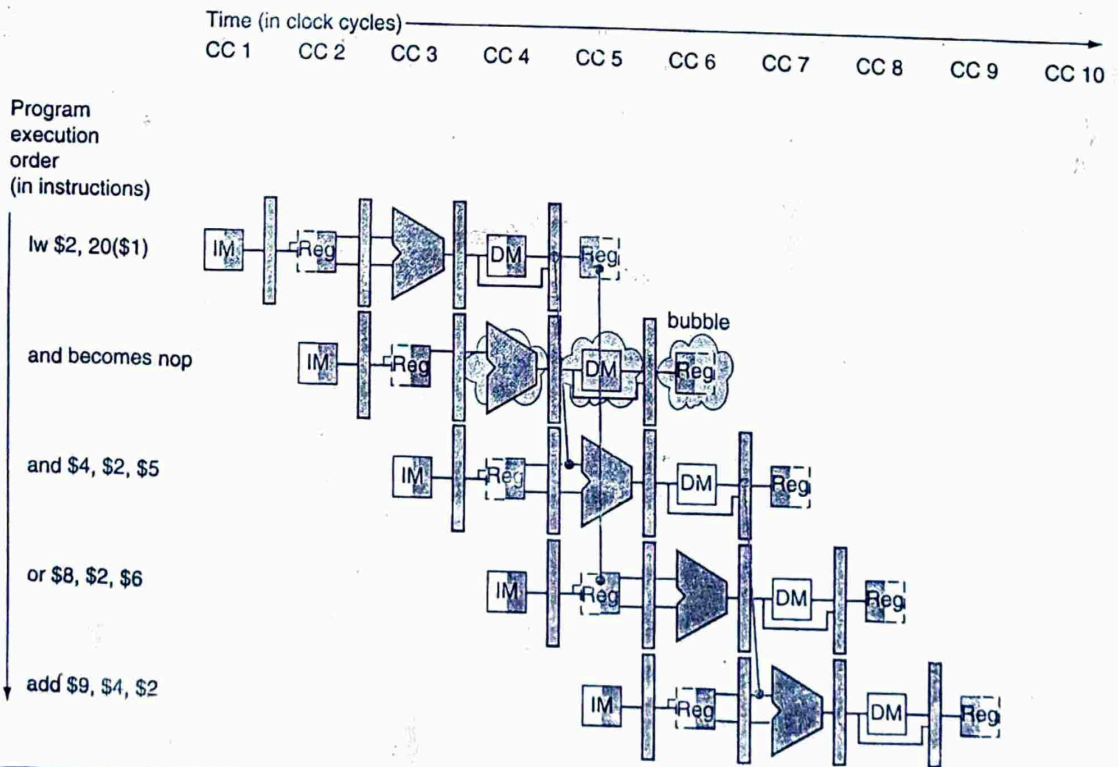 Time (in clock cycles)
CC 1 CC 2 CC 3 CC 4 CC 5 CC 6 CC 7 CC 8 CC 9 CC 10
Program
execution
order
(in instructions)
lw $2, 20($1)
IM Reg DM Reg
bubble
and becomes nop
IM Reg DM Reg
and $4, $2, $5
IM Reg DM Reg
or $8, $2, $6
IM Reg DM Reg
add $9, $4, $2
IM Reg DM Reg